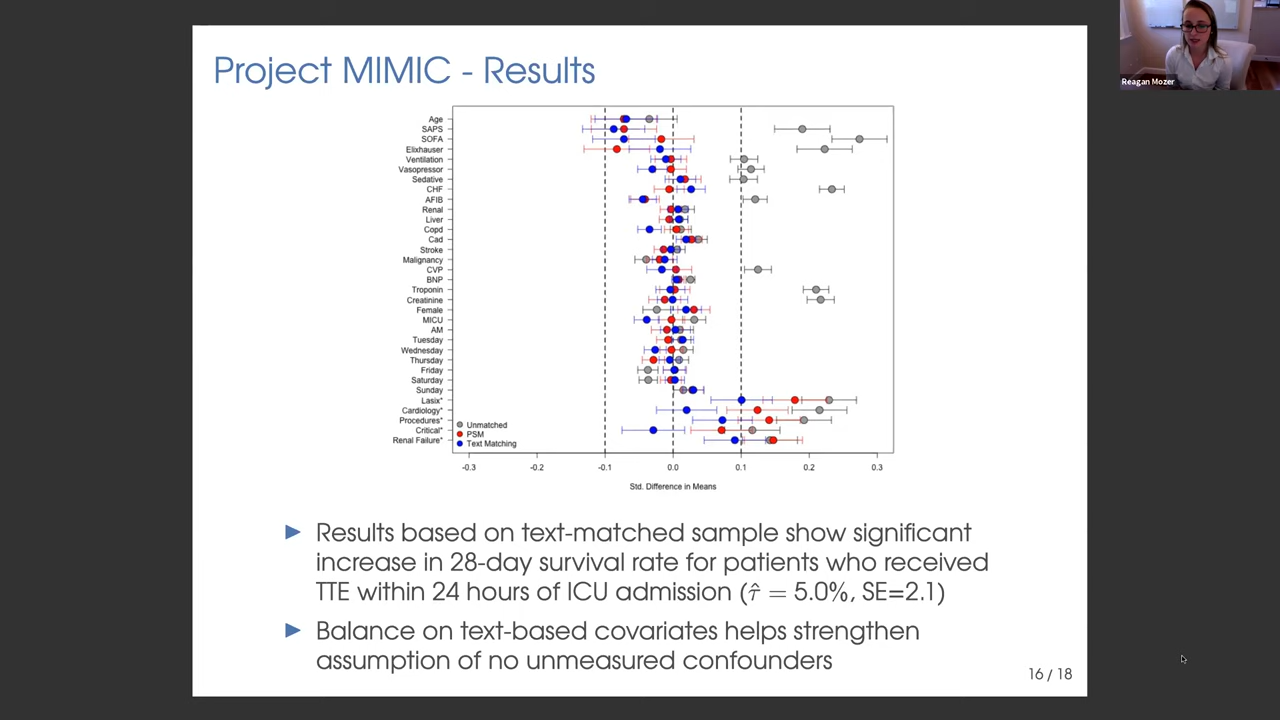 Project MIMIC - Results
Reagan Mozer
Age
SAPS
SOFA
Elixhauser
Ventilation
Vasopressor
Sedative
CHF
AFIB
Renal
Liver
Copd
Cad
Stroke
Malignancy
CVP
BNP
Troponin
Creatinine
Female
MICU
AM
Tuesday
Wednesday
Thursday
Friday
Saturday
Sunday
Lasix*
Cardiology*
Procedures*
Critical*
Renal Failure*
Unmatched
PSM
Text Matching
-0.3 -0.2 -0.1 0.0 0.1 0.2 0.3
Std. Difference in Means
► Results based on text-matched sample show significant
increase in 28-day survival rate for patients who received
TTE within 24 hours of ICU admission (τ̂ = 5.0%, SE=2.1)
► Balance on text-based covariates helps strengthen
assumption of no unmeasured confounders
16 / 18